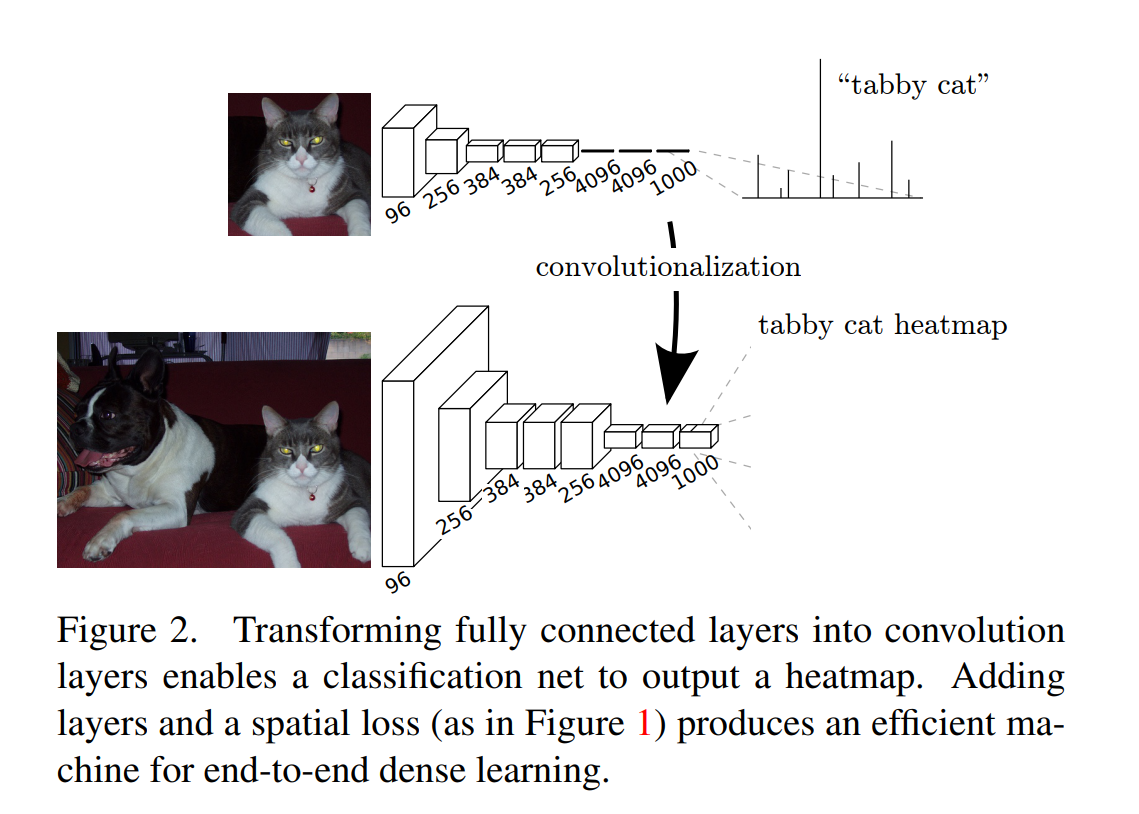 “tabby cat”
96
256
384
384
256
4096
4096
1000
convolutionalization
tabby cat heatmap
96
256
384
384
256
4096
4096
1000
Figure 2. Transforming fully connected layers into convolution
layers enables a classification net to output a heatmap. Adding
layers and a spatial loss (as in Figure 1) produces an efficient ma-
chine for end-to-end dense learning.